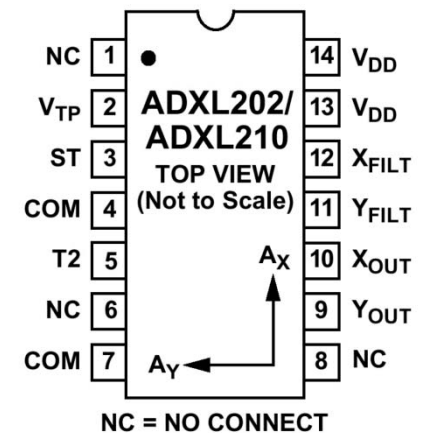 NC 1 14 VDD
VTP 2 ADXL202/ 13 VDD
ADXL210
ST 3 TOP VIEW 12 XFILT
COM 4 (Not to Scale) 11 YFILT
T2 5 AX 10 XOUT
NC 6 9 YOUT
COM 7 AY 8 NC
NC = NO CONNECT